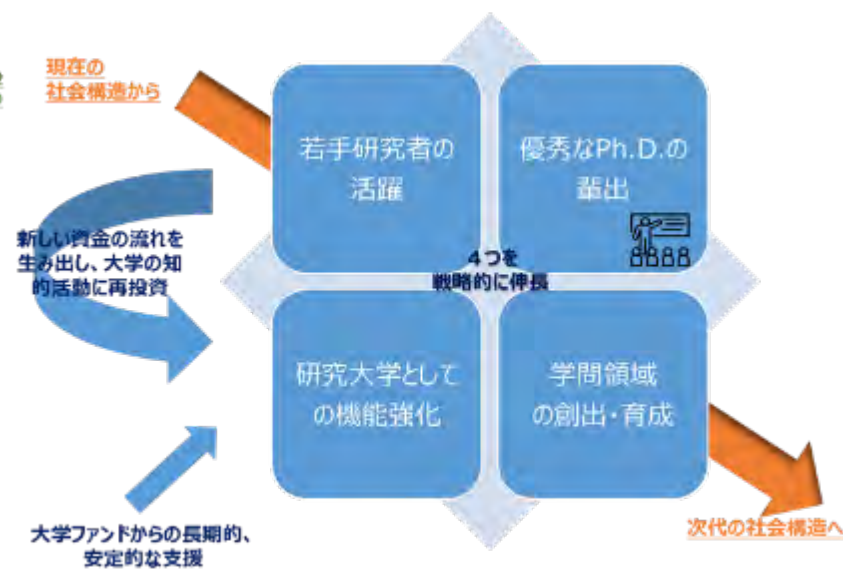 現在の
社会構造から
若手研究者の
活躍
優秀なPh.D.の
輩出
新しい資金の流れを
生み出し、大学の知
的活動に再投資
4つを
戦略的に伸長
研究大学として
の機能強化
学問領域
の創出・育成
大学ファンドからの長期的、
安定的な支援
次代の社会構造へ